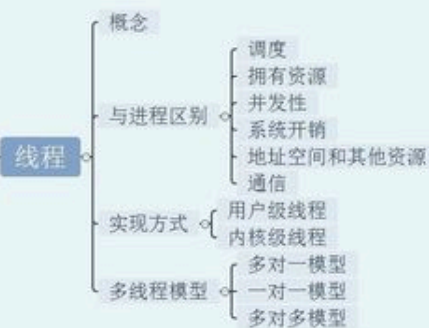 线程
概念
与进程区别
调度
拥有资源
并发性
系统开销
地址空间和其他资源
通信
实现方式
用户级线程
内核级线程
多线程模型
多对一模型
一对一模型
多对多模型